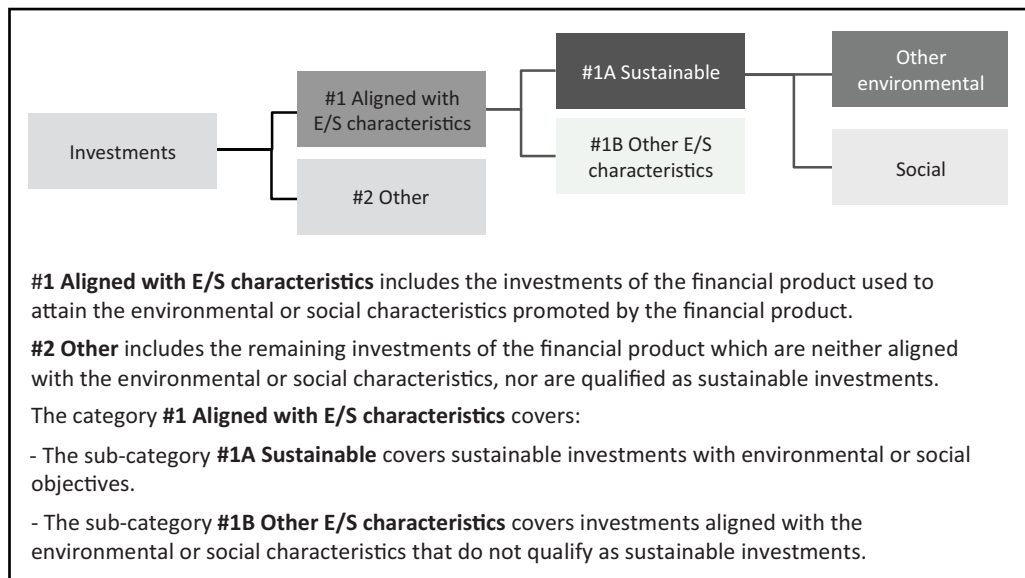 Investments
#1 Aligned with
E/S characteristics
#2 Other
#1A Sustainable
#1B Other E/S
characteristics
Other
environmental
Social
#1 Aligned with E/S characteristics includes the investments of the financial product used to
attain the environmental or social characteristics promoted by the financial product.
#2 Other includes the remaining investments of the financial product which are neither aligned
with the environmental or social characteristics, nor are qualified as sustainable investments.
The category #1 Aligned with E/S characteristics covers:
- The sub-category #1A Sustainable covers sustainable investments with environmental or social
objectives.
- The sub-category #1B Other E/S characteristics covers investments aligned with the
environmental or social characteristics that do not qualify as sustainable investments.